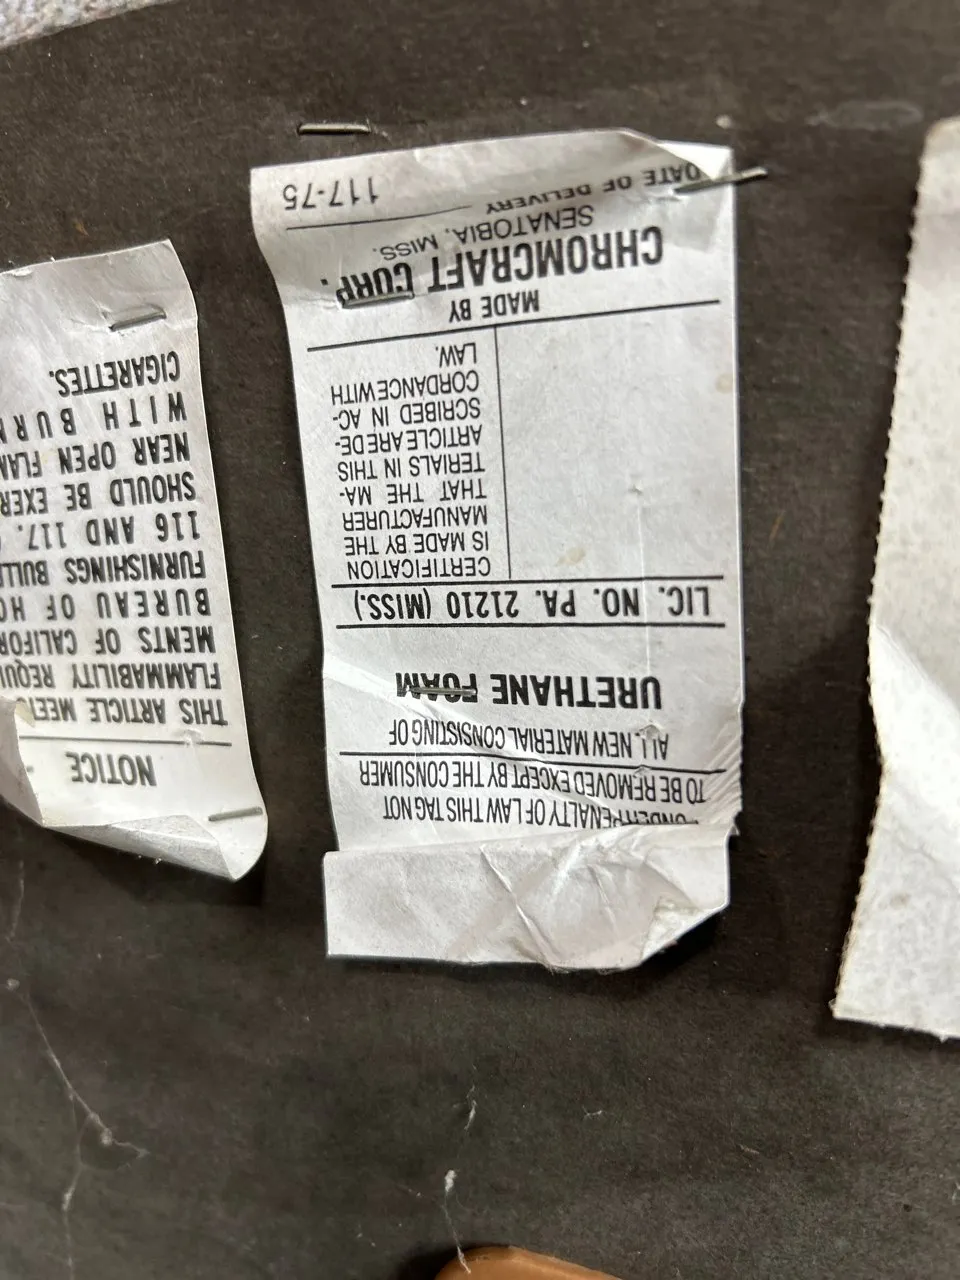 UNDER PENALTY OF LAW THIS TAG NOT
TO BE REMOVED EXCEPT BY THE CONSUMER
ALL NEW MATERIAL CONSISTING OF
URETHANE FOAM
LIC. NO. PA. 21210 (MISS.)
CERTIFICATION
IS MADE BY THE
MANUFACTURER
THAT THE MA-
TERIALS IN THIS
ARTICLE ARE DE-
SCRIBED IN AC-
CORDANCE WITH
LAW.
MADE BY
CHROMCRAFT CORP.
SENATOBIA, MISS.
DATE OF DELIVERY
117-75
NOTICE
THIS ARTICLE MEE
FLAMMABILITY REQUI
MENTS OF CALIFOR
BUREAU OF HO
FURNISHINGS BULL
116 AND 117.
SHOULD BE EXER
NEAR OPEN FLAM
WITH BURN
CIGARETTES.